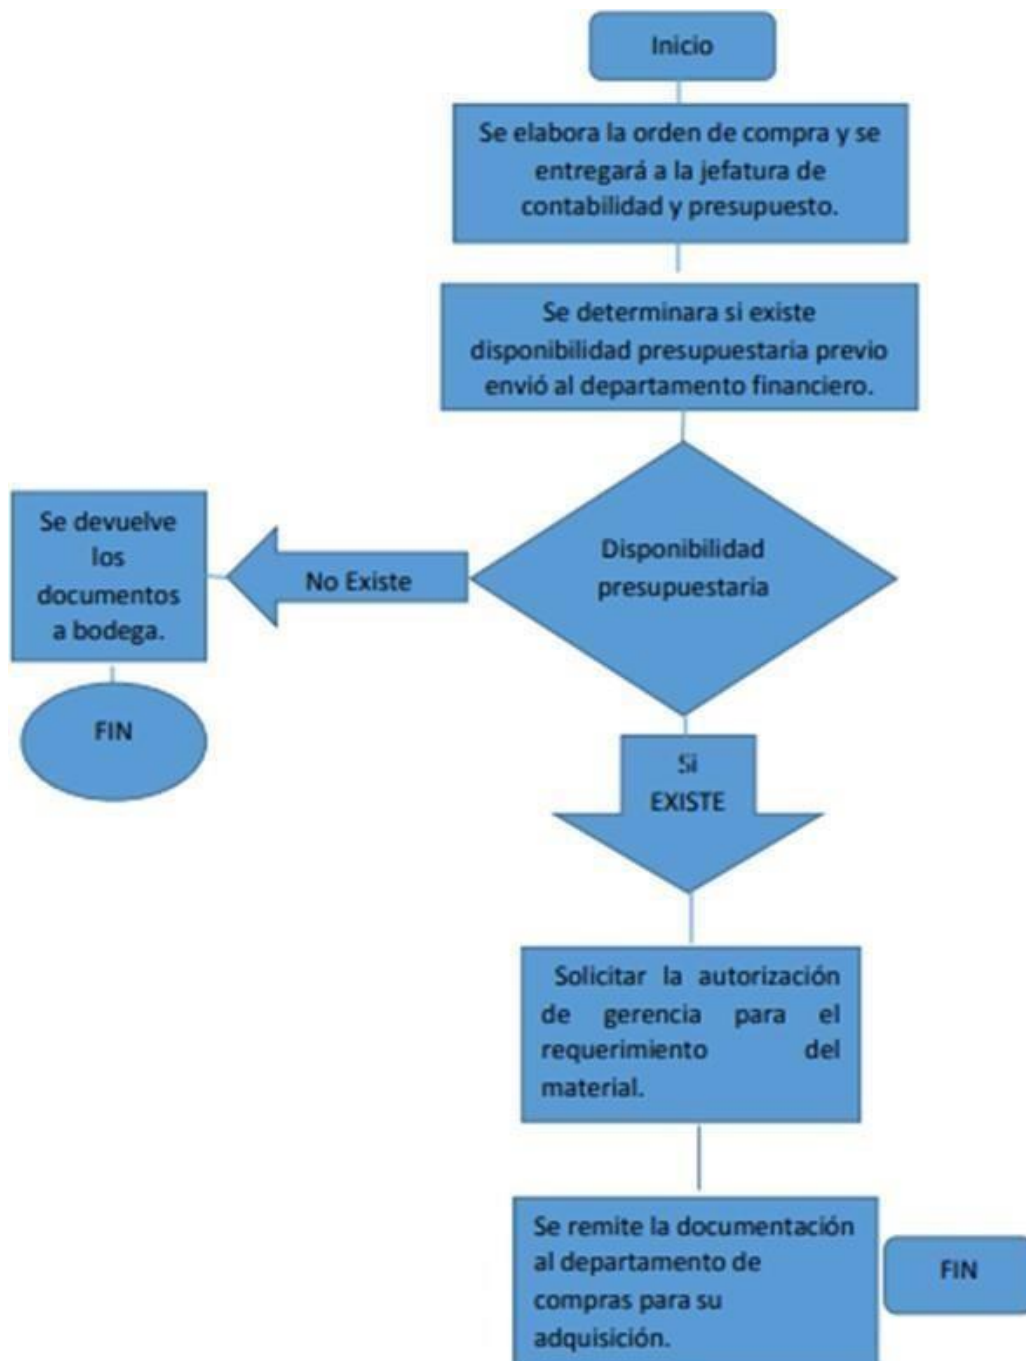 Inicio
Se elabora la orden de compra y se
entregará a la jefatura de
contabilidad y presupuesto.
Se determinara si existe
disponibilidad presupuestaria previo
envió al departamento financiero.
Disponibilidad
presupuestaria
No Existe
Se devuelve
los
documentos
a bodega.
FIN
Si
EXISTE
Solicitar la autorización
de gerencia para el
requerimiento del
material.
Se remite la documentación
al departamento de
compras para su
adquisición.
FIN